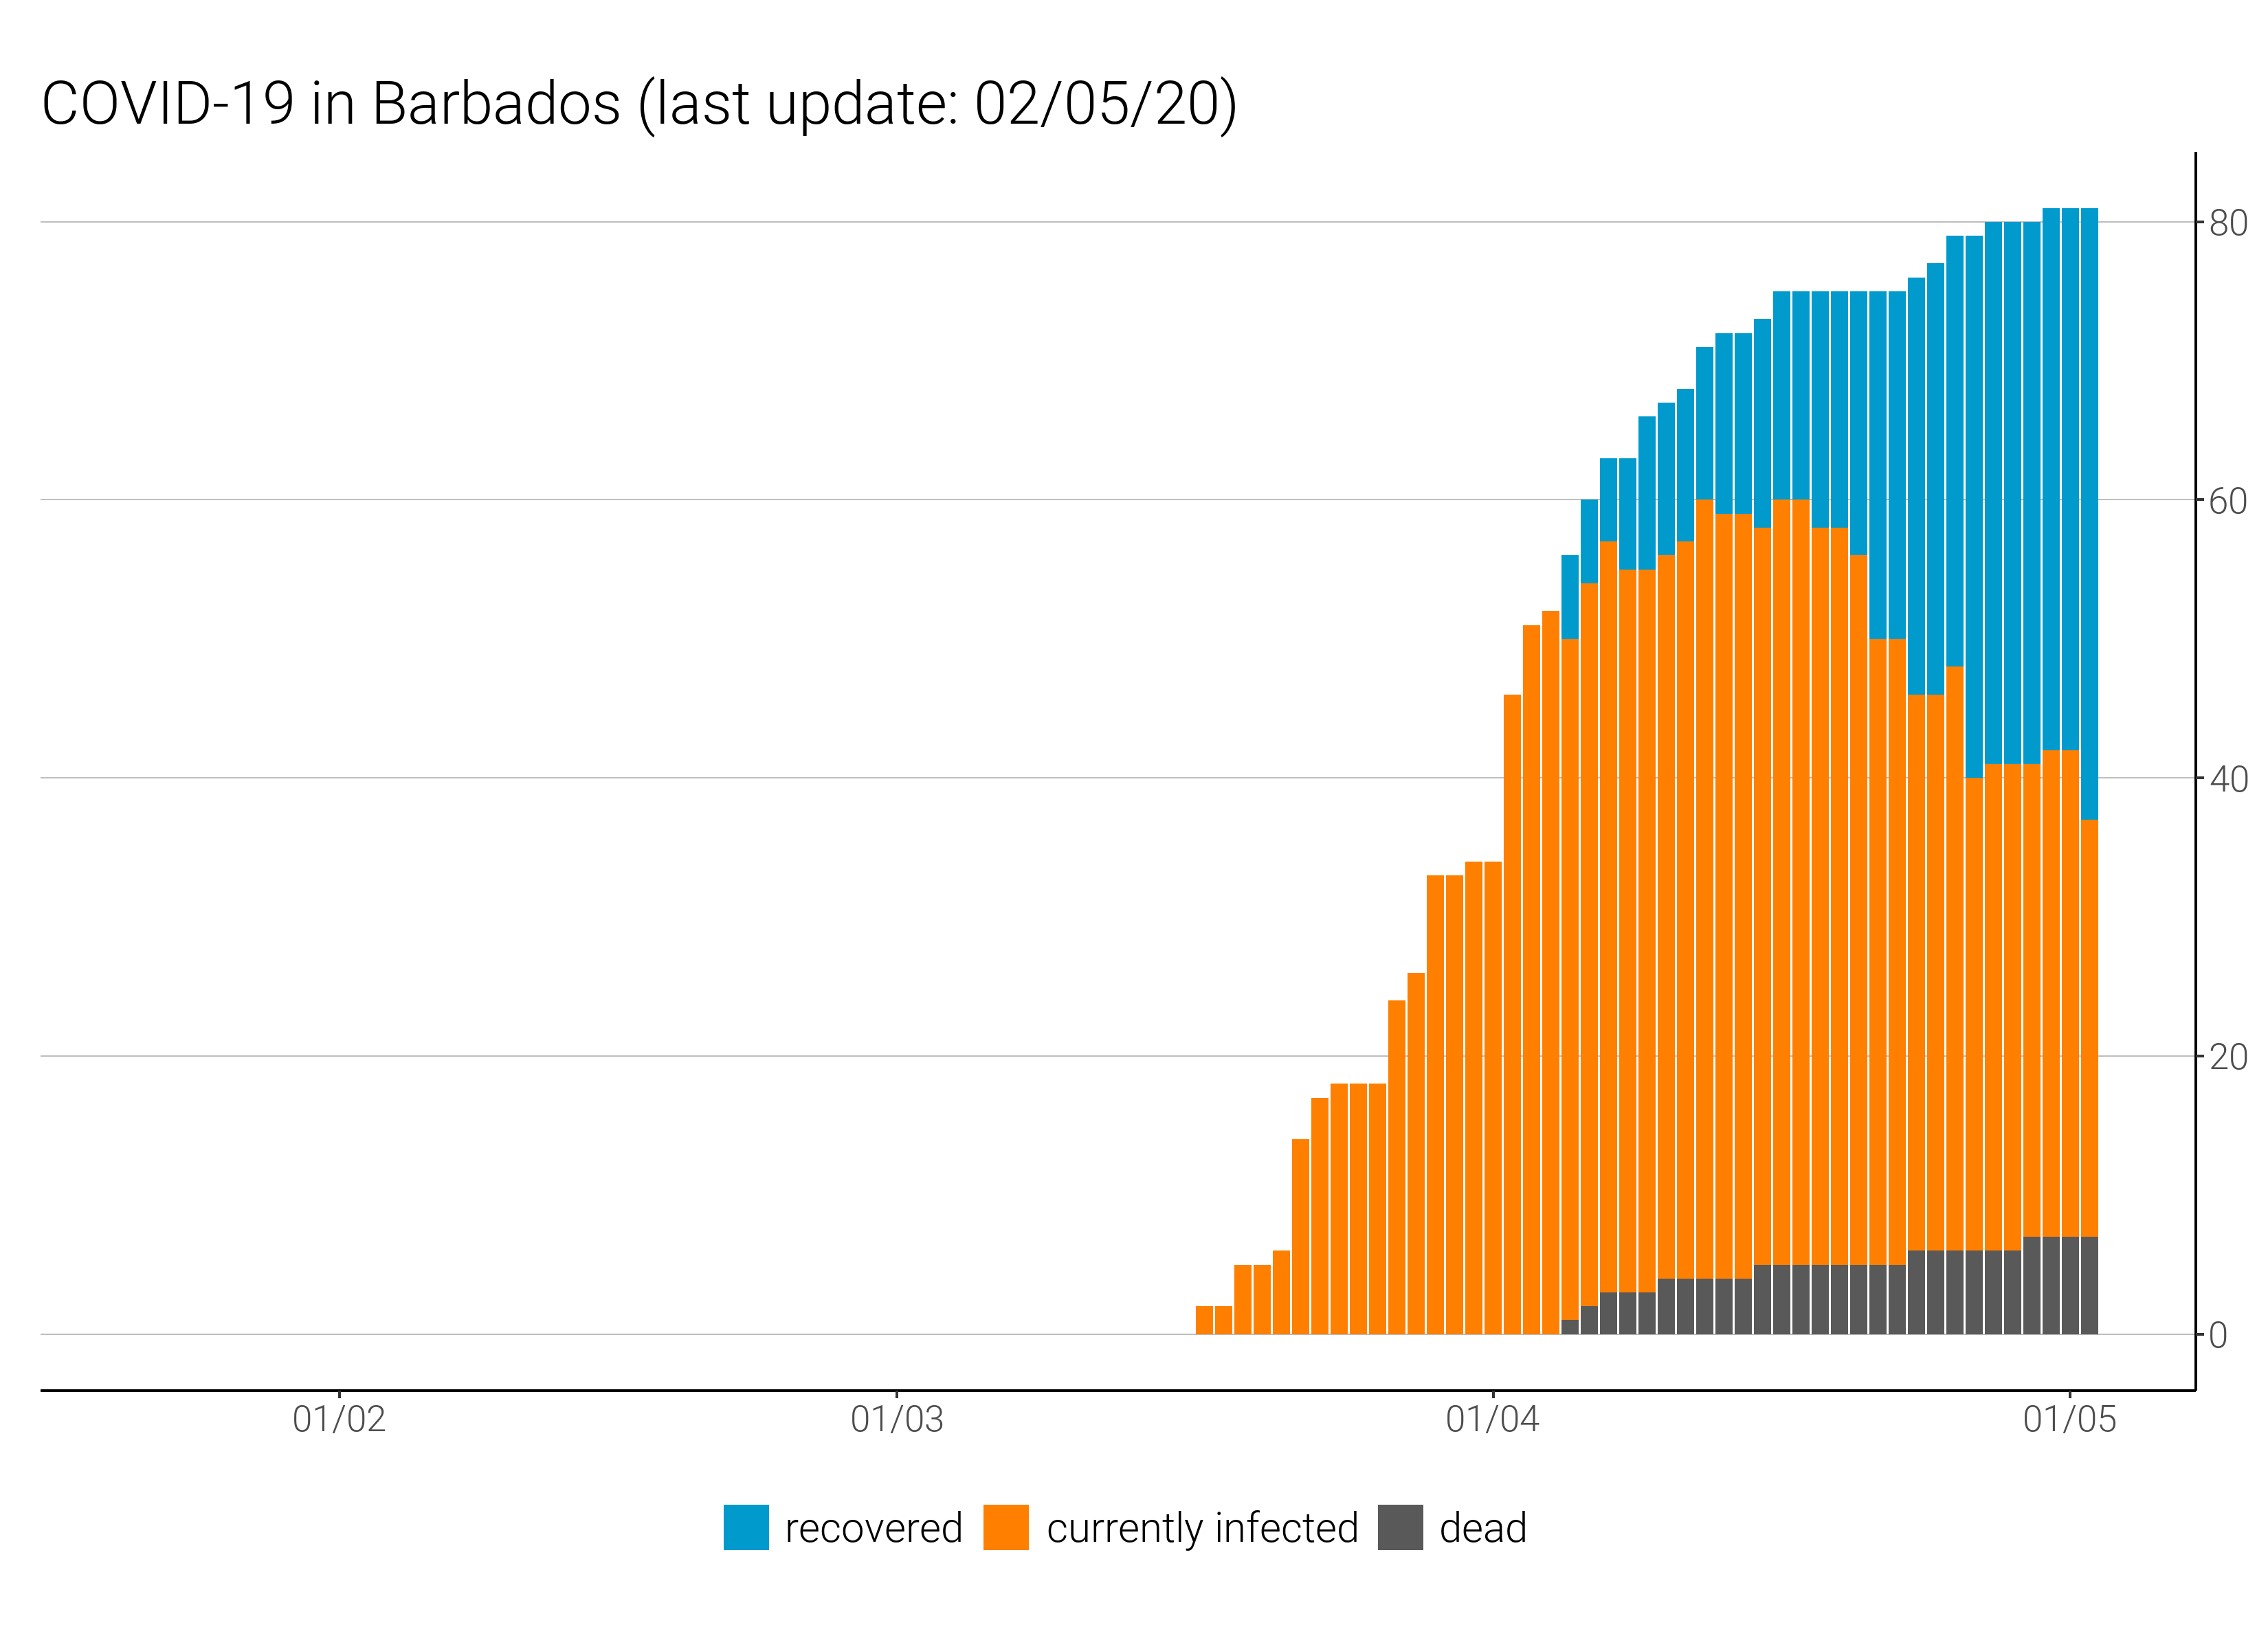 COVID-19 in Barbados (last update: 02/05/20)
80
60
40
20
0
01/02 01/03 01/04 01/05
recovered currently infected dead